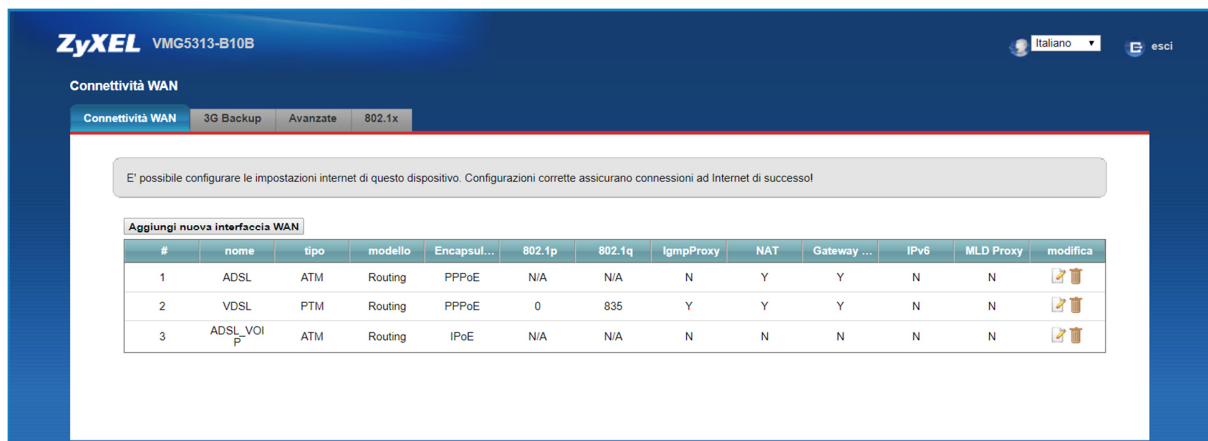 ZyXEL VMG5313-B10B
Italiano
esci
Connettività WAN
Connettività WAN 3G Backup Avanzate 802.1x
E' possibile configurare le impostazioni internet di questo dispositivo. Configurazioni corrette assicurano connessioni ad Internet di successo!
Aggiungi nuova interfaccia WAN
# nome tipo modello Encapsul... 802.1p 802.1q IgmpProxy NAT Gateway ... IPv6 MLD Proxy modifica
1 ADSL ATM Routing PPPoE N/A N/A N Y Y N N
2 VDSL PTM Routing PPPoE 0 835 Y Y Y N N
3 ADSL_VOIP ATM Routing IPoE N/A N/A N N N N N